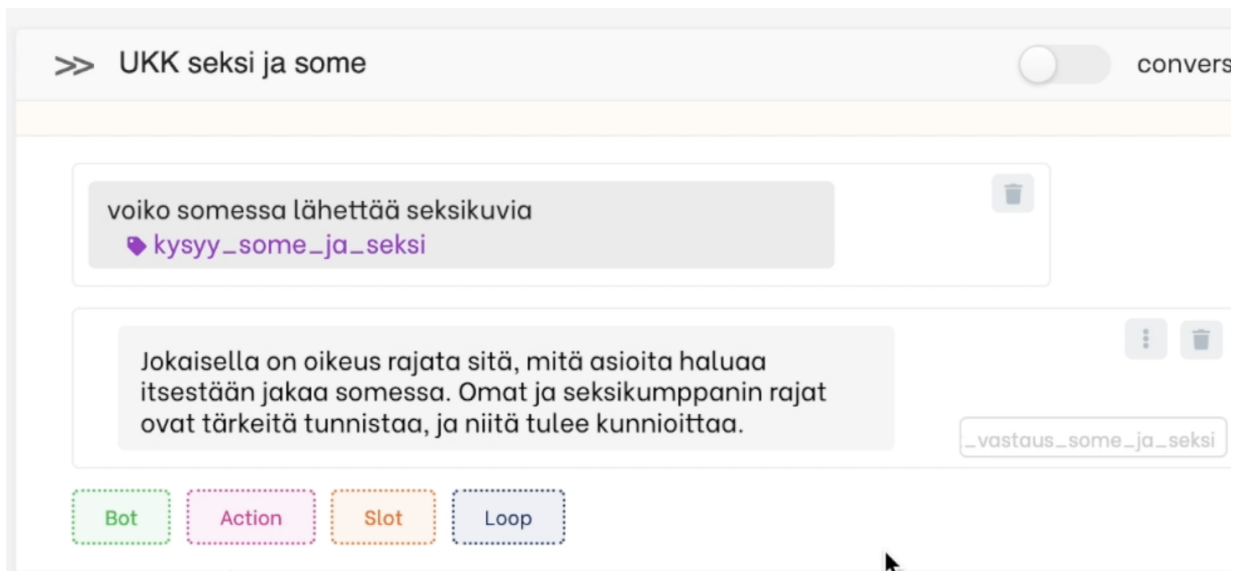 >> UKK seksi ja some
convers
voiko somessa lähettää seksikuvia
kysyy_some_ja_seksi
Jokaisella on oikeus rajata sitä, mitä asioita haluaa
itsestään jakaa somessa. Omat ja seksikumppanin rajat
ovat tärkeitä tunnistaa, ja niitä tulee kunnioittaa.
_vastaus_some_ja_seksi
Bot Action Slot Loop